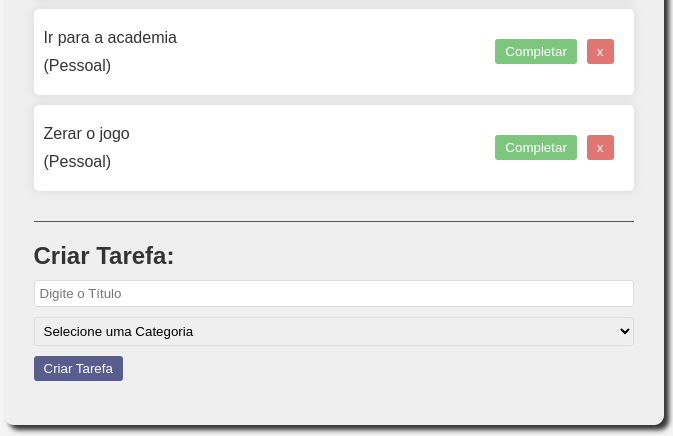 Ir para a academia
(Pessoal)
Completar
x
Zerar o jogo
(Pessoal)
Completar
x
Criar Tarefa:
Digite o Título
Selecione uma Categoria
Criar Tarefa